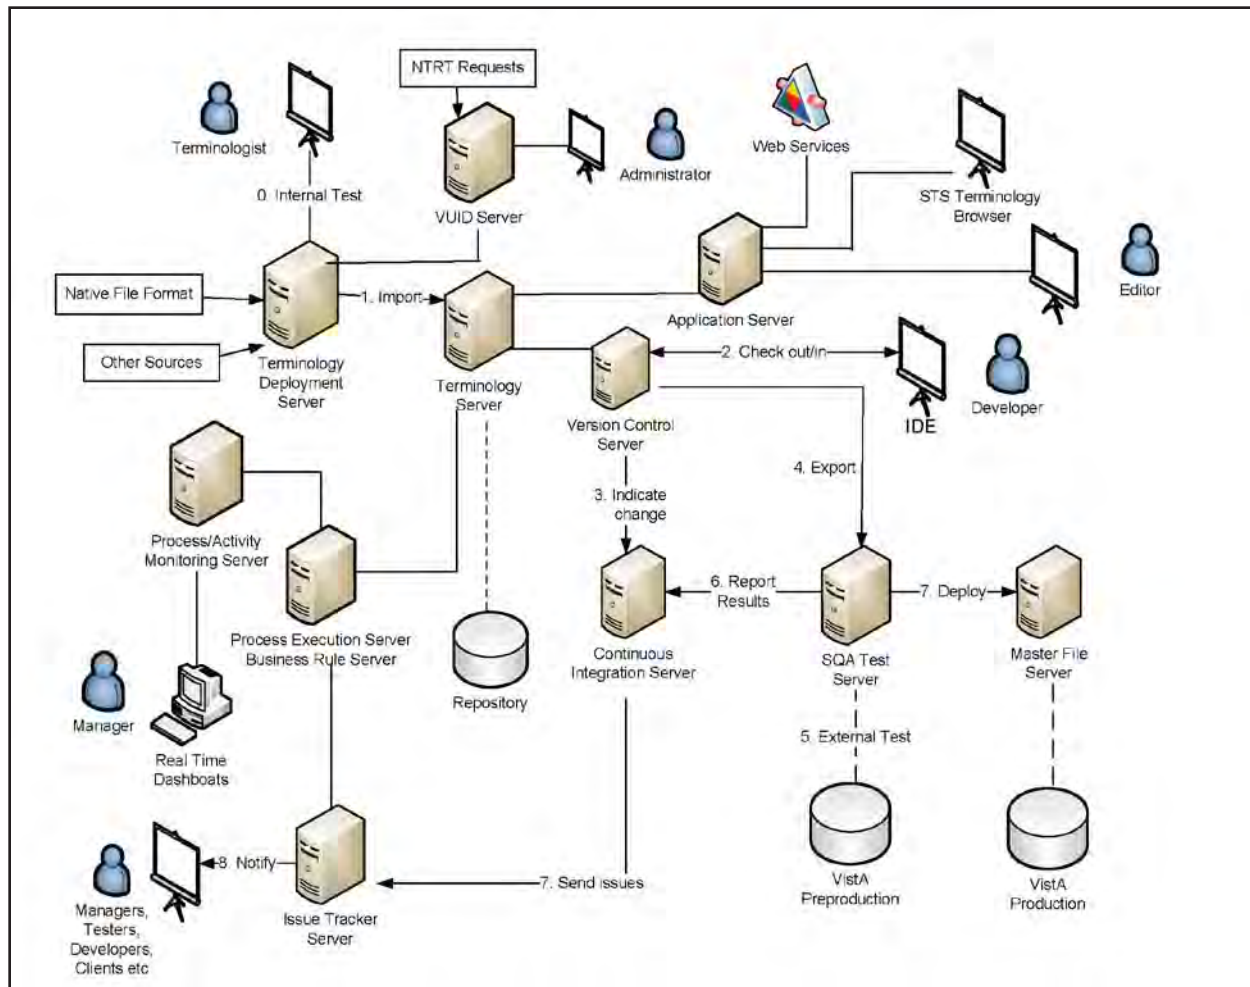 NTRT Requests
Terminologist
Web Services
Administrator
STS Terminology
Browser
0. Internal Test
VUID Server
Native File Format
1. Import
Editor
Application Server
Other Sources
Terminology
Deployment
Server
Terminology
Server
2. Check out/in
Developer
IDE
Version Control
Server
4. Export
3. Indicate
change
Process/Activity
Monitoring Server
6. Report
Results
7. Deploy
Process Execution Server
Business Rule Server
Continuous
Integration Server
SQA Test
Server
Master File
Server
Repository
Manager
5. External Test
Real Time
Dashboats
8. Notify
7. Send issues
VistA
Preproduction
VistA
Production
Managers,
Testers,
Developers,
Clients etc
Issue Tracker
Server